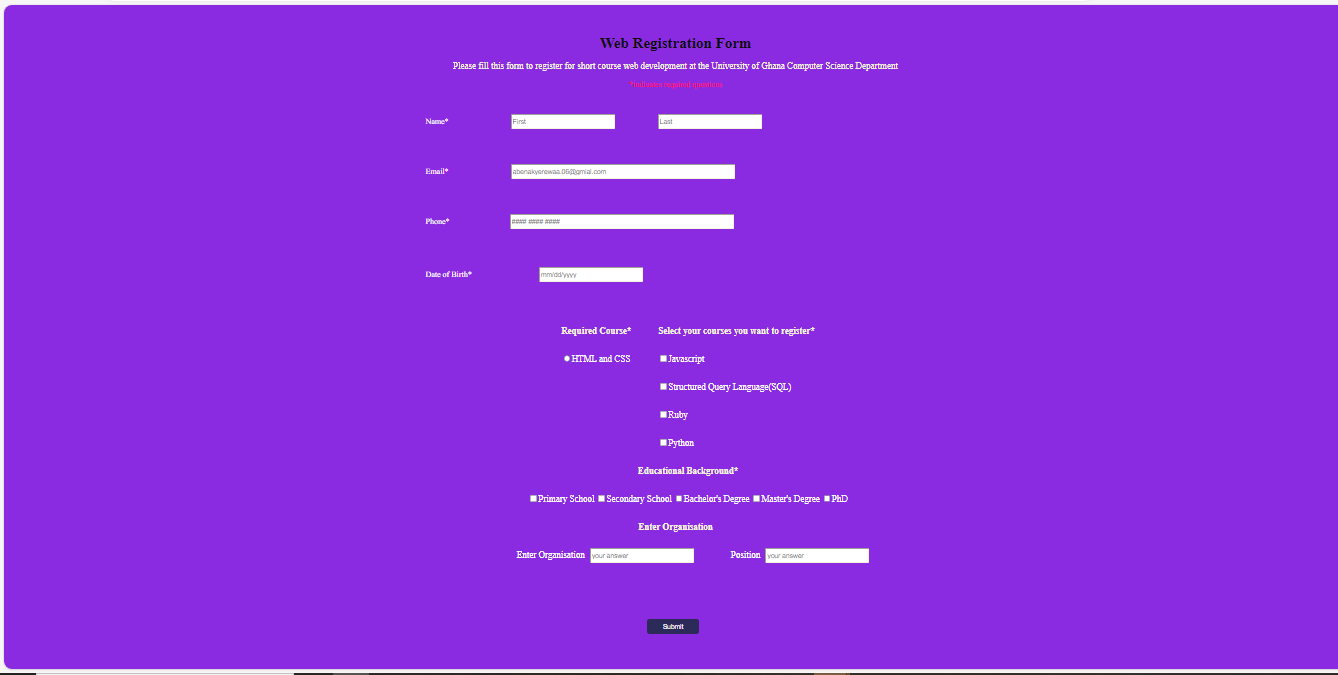 Web Registration Form
Please fill this form to register for short course web development at the University of Ghana Computer Science Department
*indicates required questions
Name* First Last
Email* abenakyerewaa.06@gmial.com
Phone* #### #### ####
Date of Birth* mm/dd/yyyy
Required Course* Select your courses you want to register*
HTML and CSS Javascript
Structured Query Language(SQL)
Ruby
Python
Educational Background*
Primary School Secondary School Bachelor's Degree Master's Degree PhD
Enter Organisation
Enter Organisation your answer Position your answer
Submit